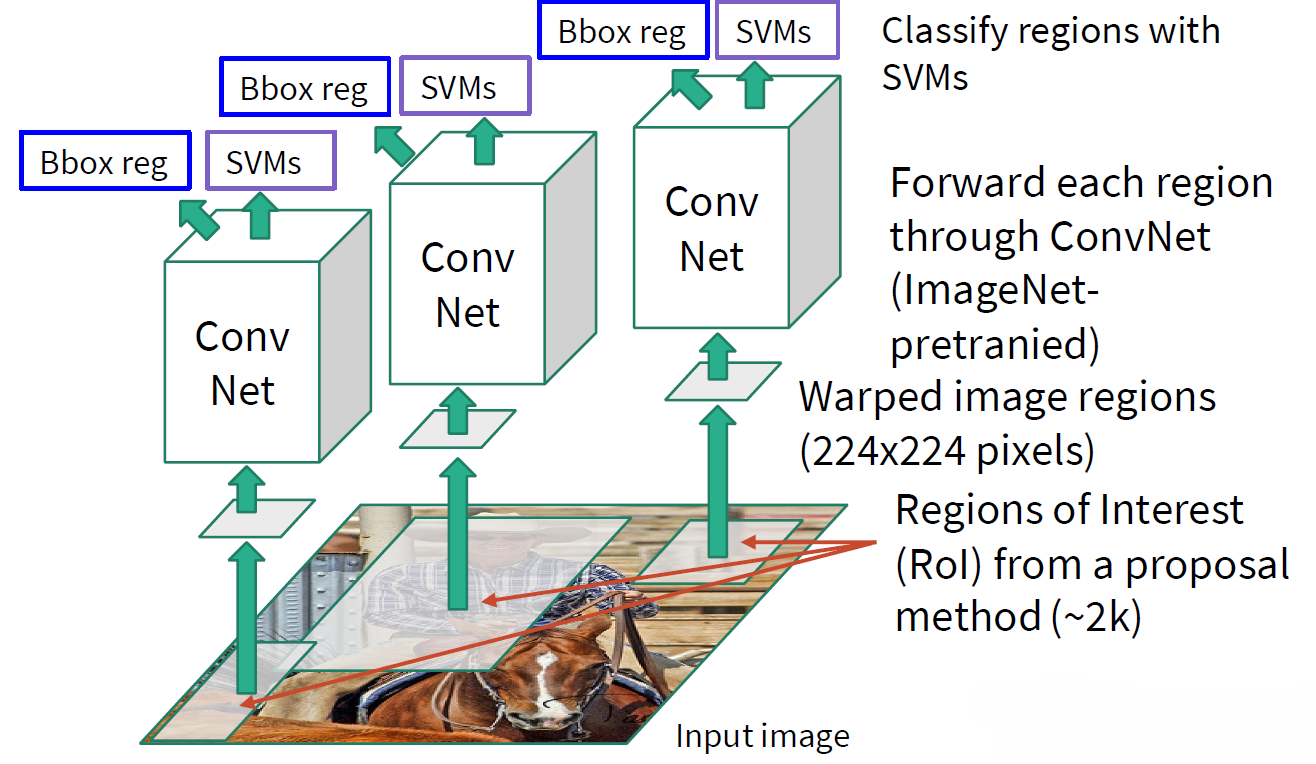 Bbox reg
SVMs
Classify regions with
SVMs
Bbox reg
SVMs
Bbox reg
SVMs
Forward each region
through ConvNet
(ImageNet-
pretranied)
Conv
Net
Conv
Net
Conv
Net
Warped image regions
(224x224 pixels)
Regions of Interest
(RoI) from a proposal
method (~2k)
Input image